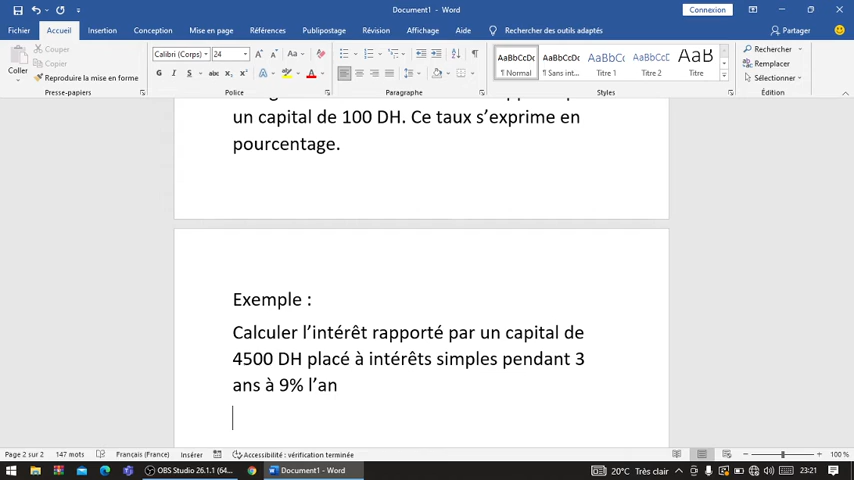 Document1 - Word
Connexion
Fichier Accueil Insertion Conception Mise en page Références Publipostage Révision Affichage Aide Rechercher des outils adaptés Partager
Coller
Couper
Copier
Reproduire la mise en forme
Presse-papiers
Calibri (Corps) 24
Police
Paragraphe
AaBbCcDc AaBbCcDc AaBbCc AaBbCcC AaB
¶ Normal ¶ Sans int... Titre 1 Titre 2 Titre
Styles
Rechercher
Remplacer
Sélectionner
Édition
un capital de 100 DH. Ce taux s’exprime en
pourcentage.
Exemple :
Calculer l’intérêt rapporté par un capital de
4500 DH placé à intérêts simples pendant 3
ans à 9% l’an
Page 2 sur 2 147 mots Français (France) Insérer Accessibilité : vérification terminée 100 %
OBS Studio 26.1.1 (64... Document1 - Word 20°C Très clair 23:21